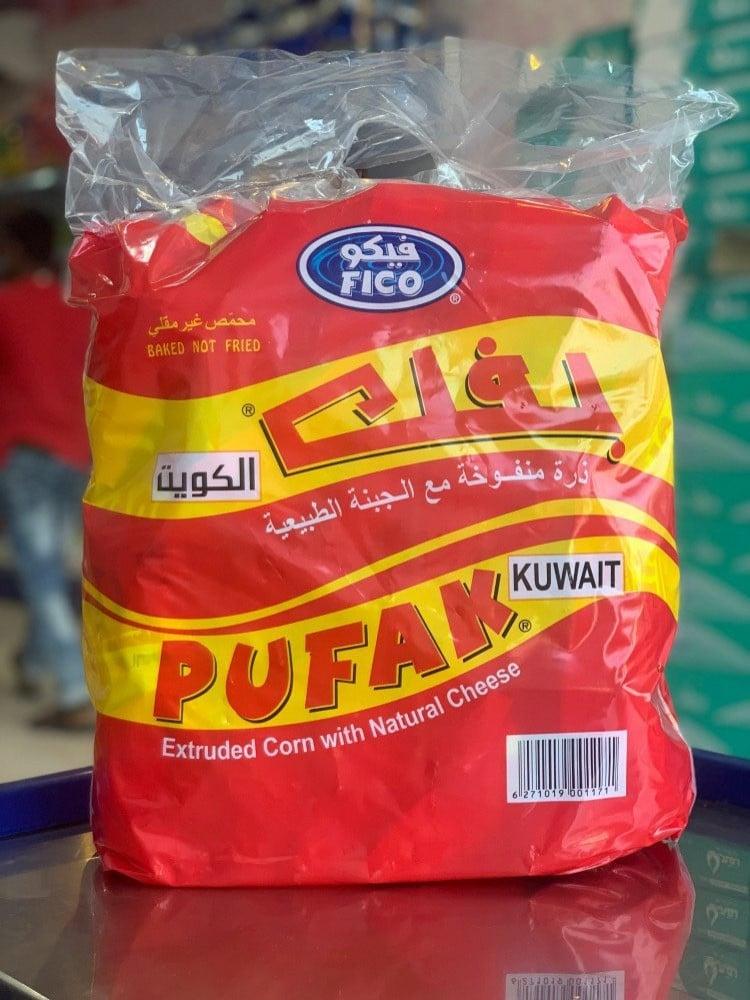 فيكو
FICO
®
محمّص غير مقلي
BAKED NOT FRIED
بفك
®
الكويت
ذرة منفوخة مع الجبنة الطبيعية
KUWAIT
PUFAK®
Extruded Corn with Natural Cheese
6 271019 001171